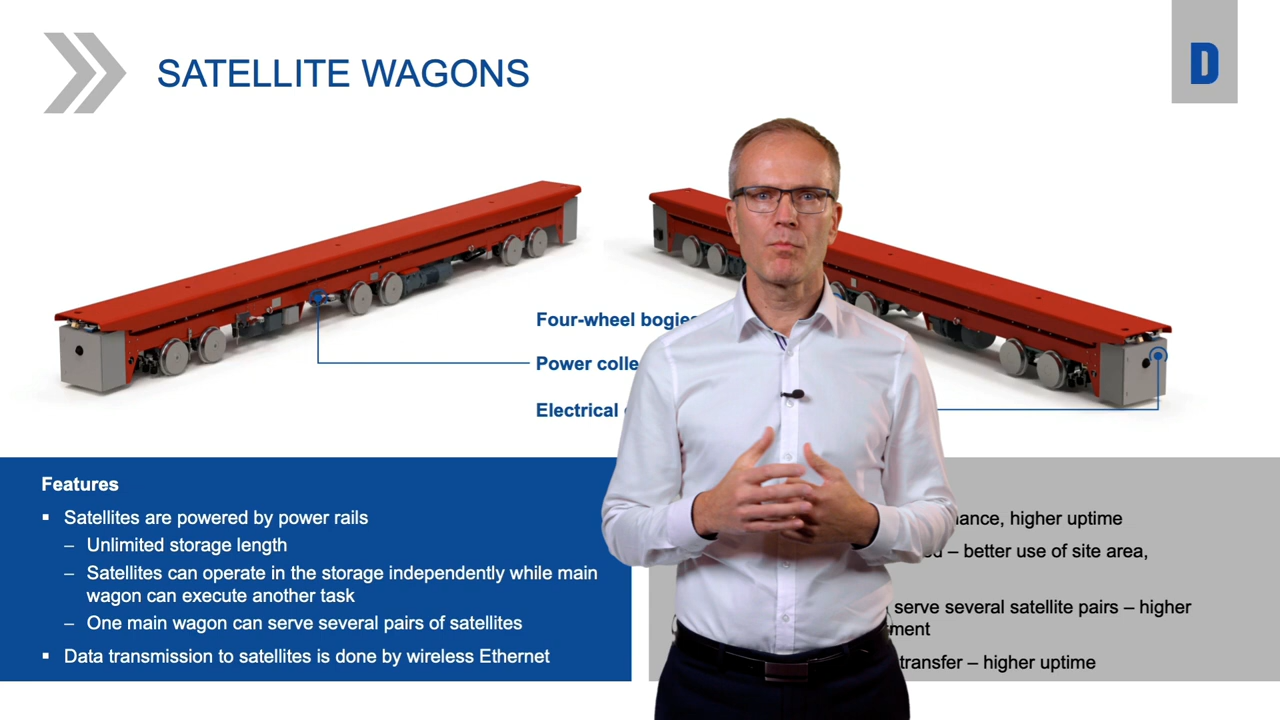 SATELLITE WAGONS
D
Four-wheel bogies
Power
Electrical
Features
▪ Satellites are powered by power rails
– Unlimited storage length
– Satellites can operate in the storage independently while main
wagon can execute another task
– One main wagon can serve several pairs of satellites
▪ Data transmission to satellites is done by wireless Ethernet
higher uptime
– better use of site area,
serve several satellite pairs – higher
transfer – higher uptime